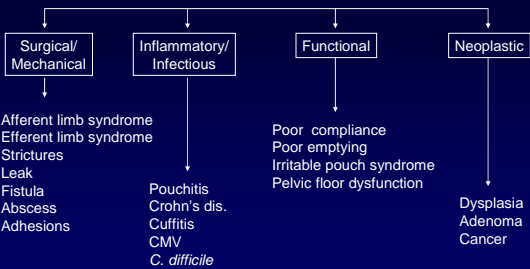 Surgical/
Mechanical
Inflammatory/
Infectious
Functional
Neoplastic
Afferent limb syndrome
Efferent limb syndrome
Strictures
Leak
Fistula
Abscess
Adhesions
Pouchitis
Crohn's dis.
Cuffitis
CMV
C. difficile
Poor compliance
Poor emptying
Irritable pouch syndrome
Pelvic floor dysfunction
Dysplasia
Adenoma
Cancer